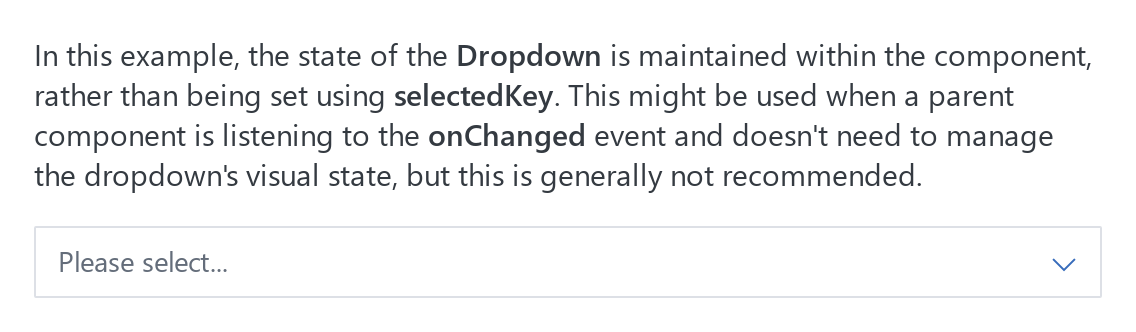 In this example, the state of the Dropdown is maintained within the component,
rather than being set using selectedKey. This might be used when a parent
component is listening to the onChanged event and doesn't need to manage
the dropdown's visual state, but this is generally not recommended.
Please select...